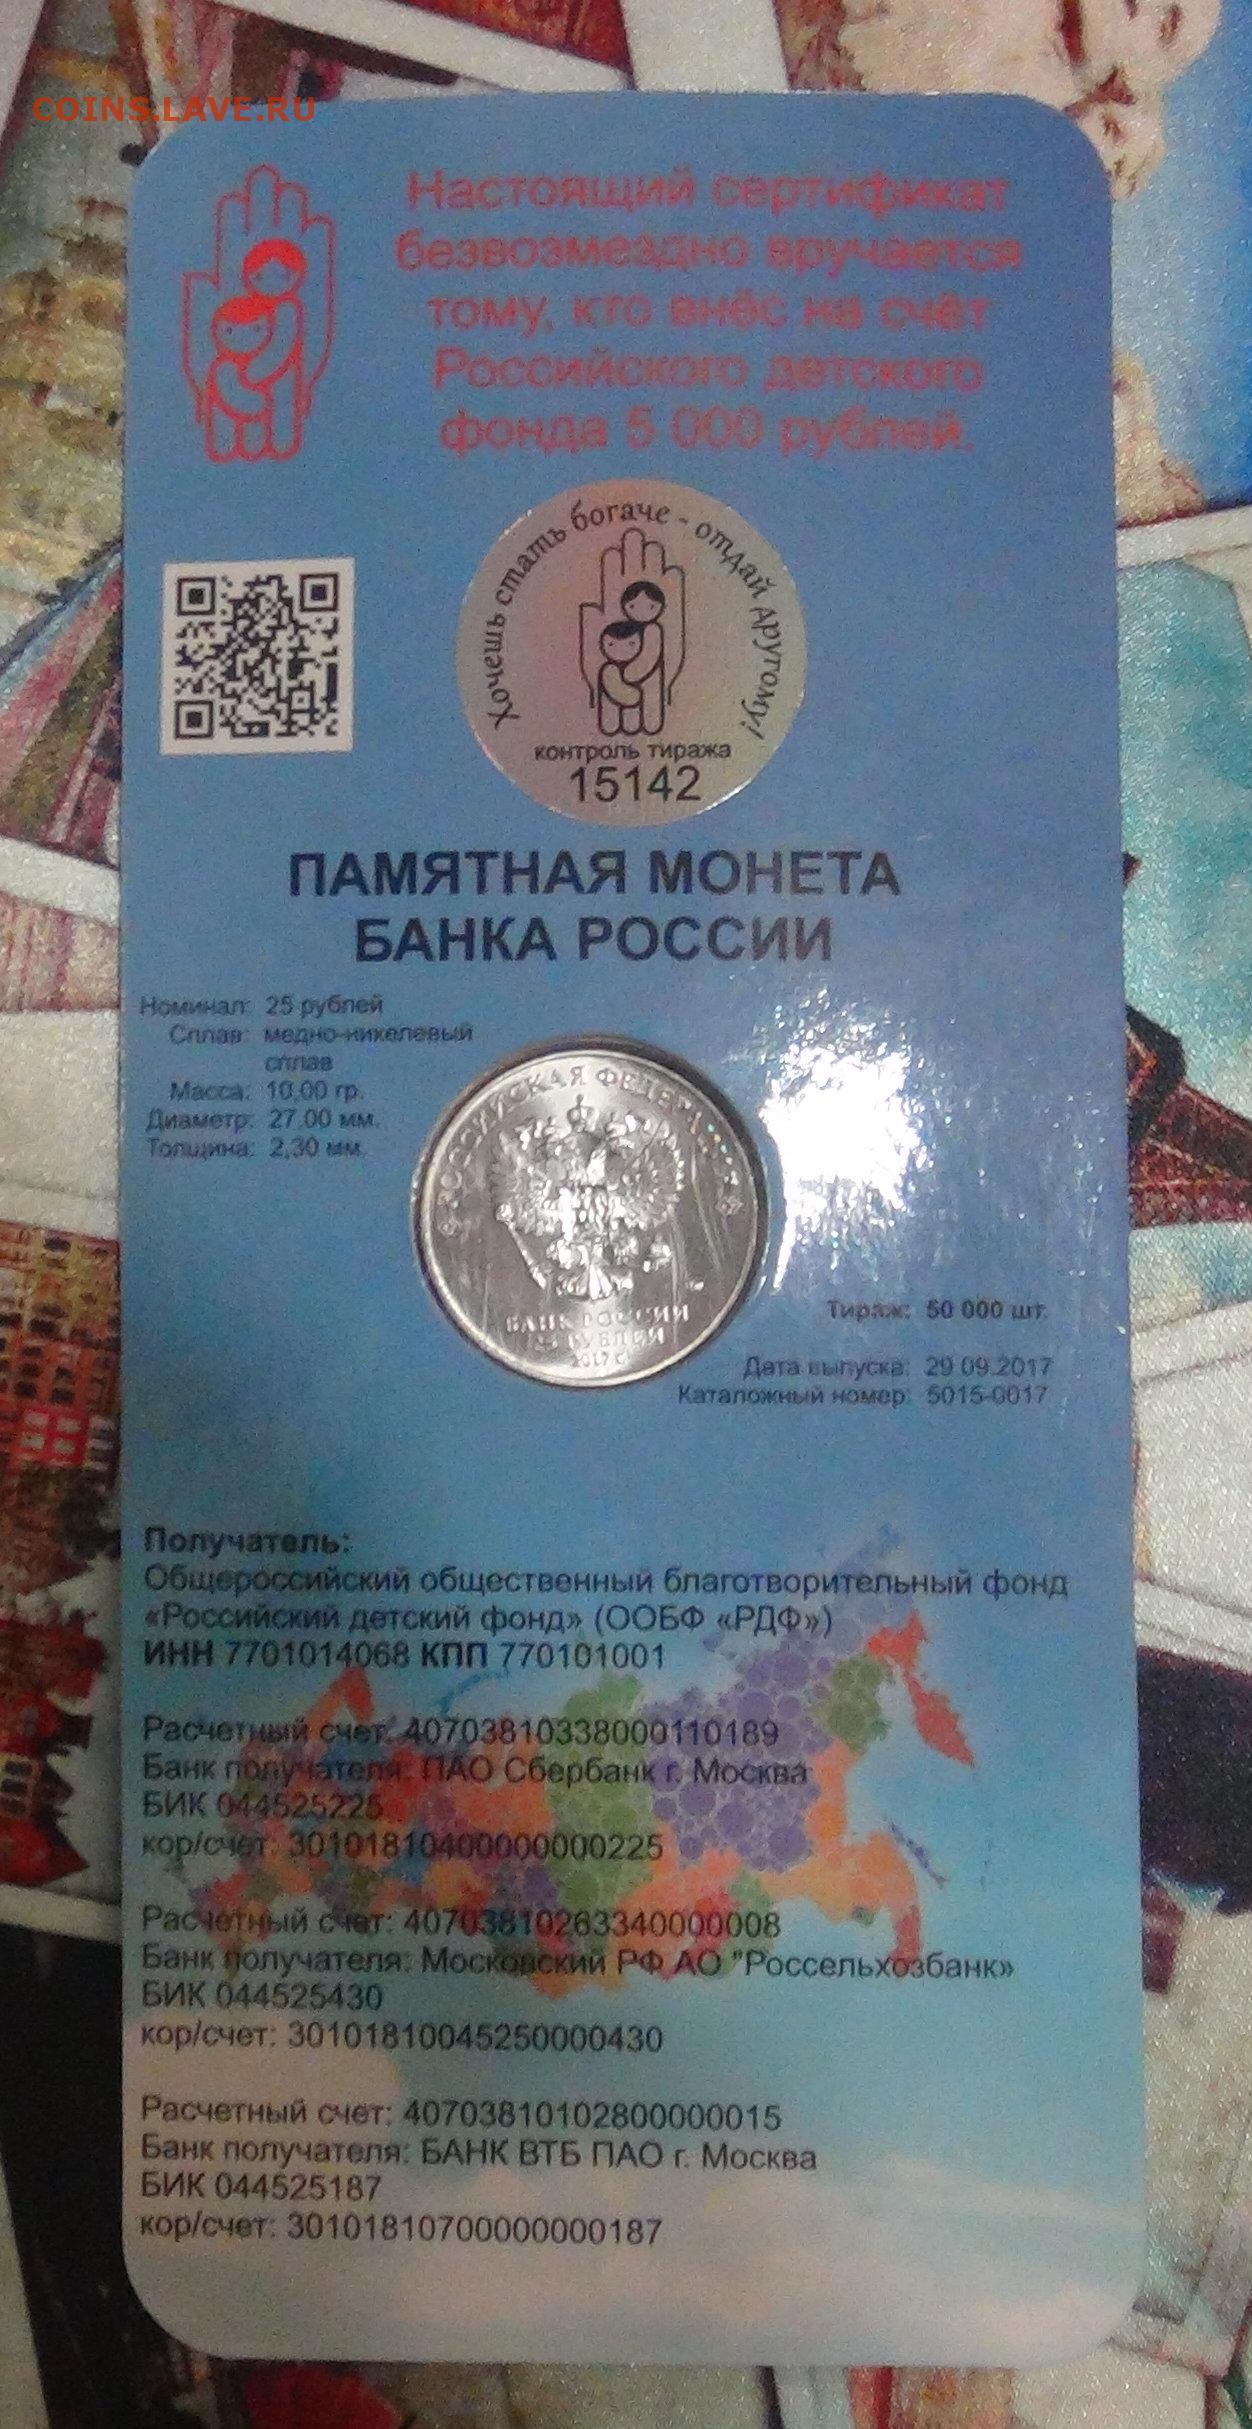 COINS.LAVE.RU
Настоящий сертификат
безвозмездно вручается
тому, кто внёс на счёт
Российского детского
фонда 5 000 рублей.
Хочешь стать богаче - отдай другому!
контроль тиража
15142
ПАМЯТНАЯ МОНЕТА
БАНКА РОССИИ
Номинал: 25 рублей
Сплав: медно-никелевый
сплав
Масса: 10,00 гр.
Диаметр: 27,00 мм.
Толщина: 2,30 мм.
РОССИЙСКАЯ
БАНК РОССИИ
25 РУБЛЕЙ
2017 г.
Тираж: 50 000 шт.
Дата выпуска: 29.09.2017
Каталожный номер: 5015-0017
Получатель:
Общероссийский общественный благотворительный фонд
«Российский детский фонд» (ООБФ «РДФ»)
ИНН 7701014068 КПП 770101001
Расчетный счет: 40703810338000110189
Банк получателя: ПАО Сбербанк г. Москва
БИК 044525225
кор/счет: 30101810400000000225
Расчетный счет: 40703810263340000008
Банк получателя: Московский РФ АО "Россельхозбанк»
БИК 044525430
кор/счет: 30101810045250000430
Расчетный счет: 40703810102800000015
Банк получателя: БАНК ВТБ ПАО г. Москва
БИК 044525187
кор/счет: 30101810700000000187